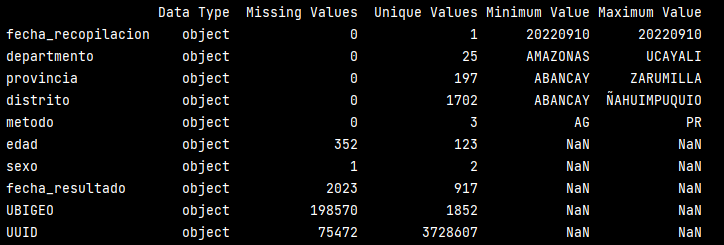 Data Type Missing Values Unique Values Minimum Value Maximum Value
fecha_recopilacion object 0 1 20220910 20220910
departmento object 0 25 AMAZONAS UCAYALI
provincia object 0 197 ABANCAY ZARUMILLA
distrito object 0 1702 ABANCAY ÑAHUIMPUQUIO
metodo object 0 3 AG PR
edad object 352 123 NaN NaN
sexo object 1 2 NaN NaN
fecha_resultado object 2023 917 NaN NaN
UBIGEO object 198570 1852 NaN NaN
UUID object 75472 3728607 NaN NaN